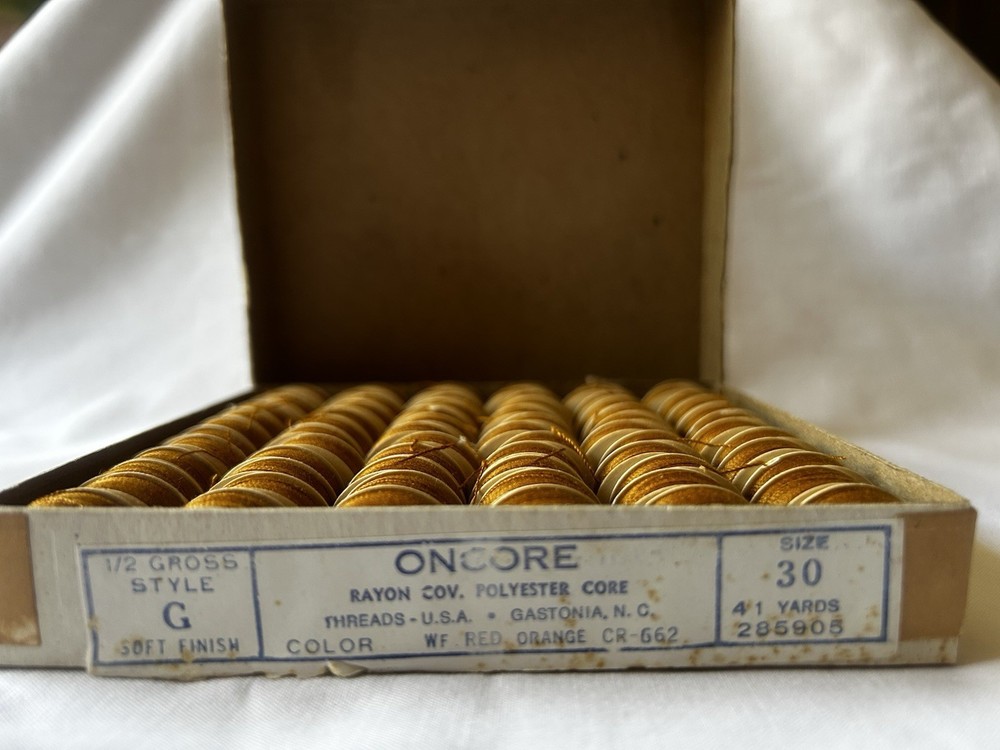 1/2 GROSS
STYLE
G
SOFT FINISH
ONCORE
RAYON COV. POLYESTER CORE
THREADS - U.S.A. • GASTONIA, N. C.
COLOR WF RED ORANGE CR-662
SIZE
30
41 YARDS
285905